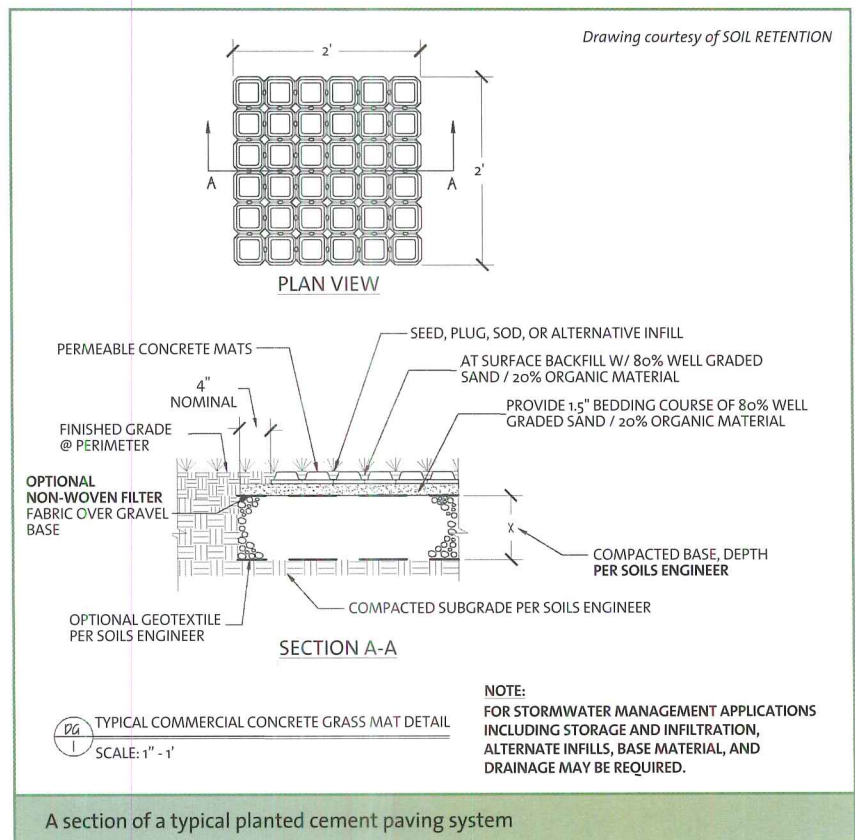 Drawing courtesy of SOIL RETENTION
2'
A
A
2'
PLAN VIEW
SEED, PLUG, SOD, OR ALTERNATIVE INFILL
PERMEABLE CONCRETE MATS
AT SURFACE BACKFILL W/ 80% WELL GRADED
SAND / 20% ORGANIC MATERIAL
4"
NOMINAL
PROVIDE 1.5" BEDDING COURSE OF 80% WELL
GRADED SAND / 20% ORGANIC MATERIAL
FINISHED GRADE
@ PERIMETER
OPTIONAL
NON-WOVEN FILTER
FABRIC OVER GRAVEL
BASE
X
COMPACTED BASE, DEPTH
PER SOILS ENGINEER
COMPACTED SUBGRADE PER SOILS ENGINEER
OPTIONAL GEOTEXTILE
PER SOILS ENGINEER
SECTION A-A
NOTE:
FOR STORMWATER MANAGEMENT APPLICATIONS
INCLUDING STORAGE AND INFILTRATION,
ALTERNATE INFILLS, BASE MATERIAL, AND
DRAINAGE MAY BE REQUIRED.
DG
1
TYPICAL COMMERCIAL CONCRETE GRASS MAT DETAIL
SCALE: 1" - 1'
A section of a typical planted cement paving system